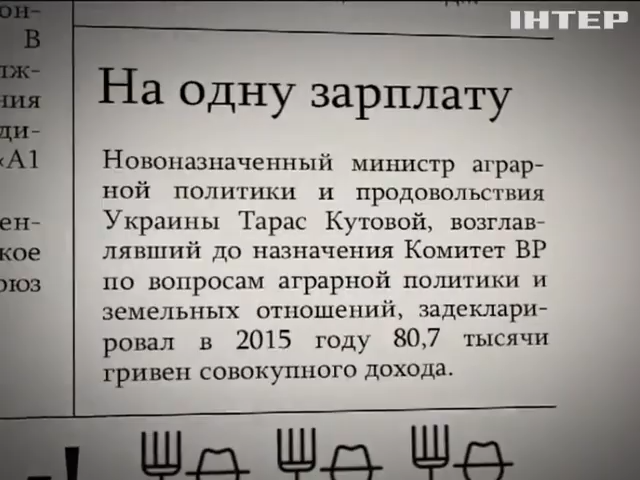 ІНТЕР
На одну зарплату
Новоназначенный министр аграр-
ной политики и продовольствия
Украины Тарас Кутовой, возглав-
лявший до назначения Комитет ВР
по вопросам аграрной политики и
земельных отношений, задеклари-
ровал в 2015 году 80,7 тысячи
гривен совокупного дохода.